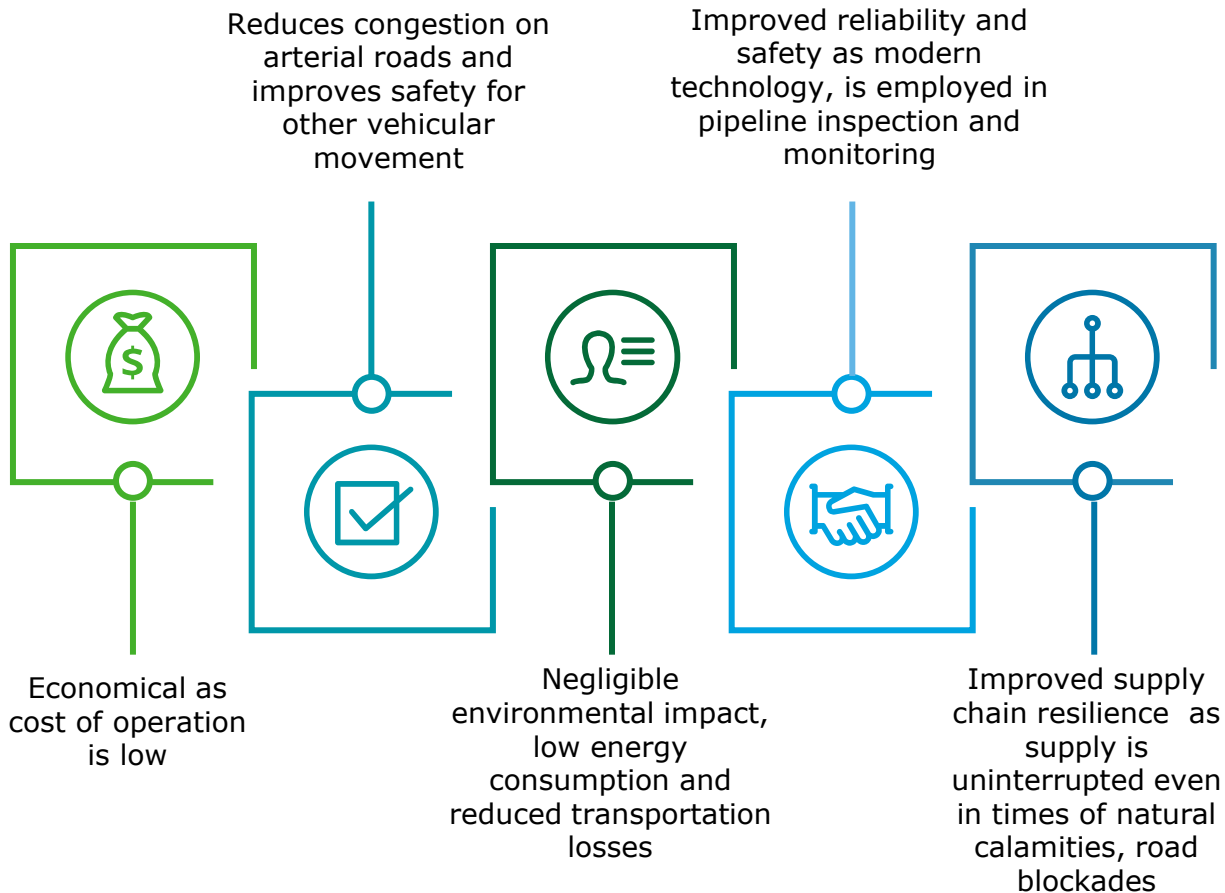 Reduces congestion on
arterial roads and
improves safety for
other vehicular
movement
Improved reliability and
safety as modern
technology, is employed in
pipeline inspection and
monitoring
$
Economical as
cost of operation
is low
Negligible
environmental impact,
low energy
consumption and
reduced transportation
losses
Improved supply
chain resilience  as
supply is
uninterrupted even
in times of natural
calamities, road
blockades